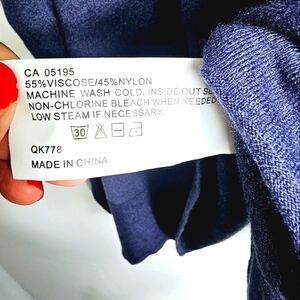 CA 05195
55%VISCOSE/45%NYLON
MACHINE WASH COLD. INSIDE OUT
NON-CHLORINE BLEACH WHEN NEEDED
LOW STEAM IF NECESSARY.
30
QK778
MADE IN CHINA